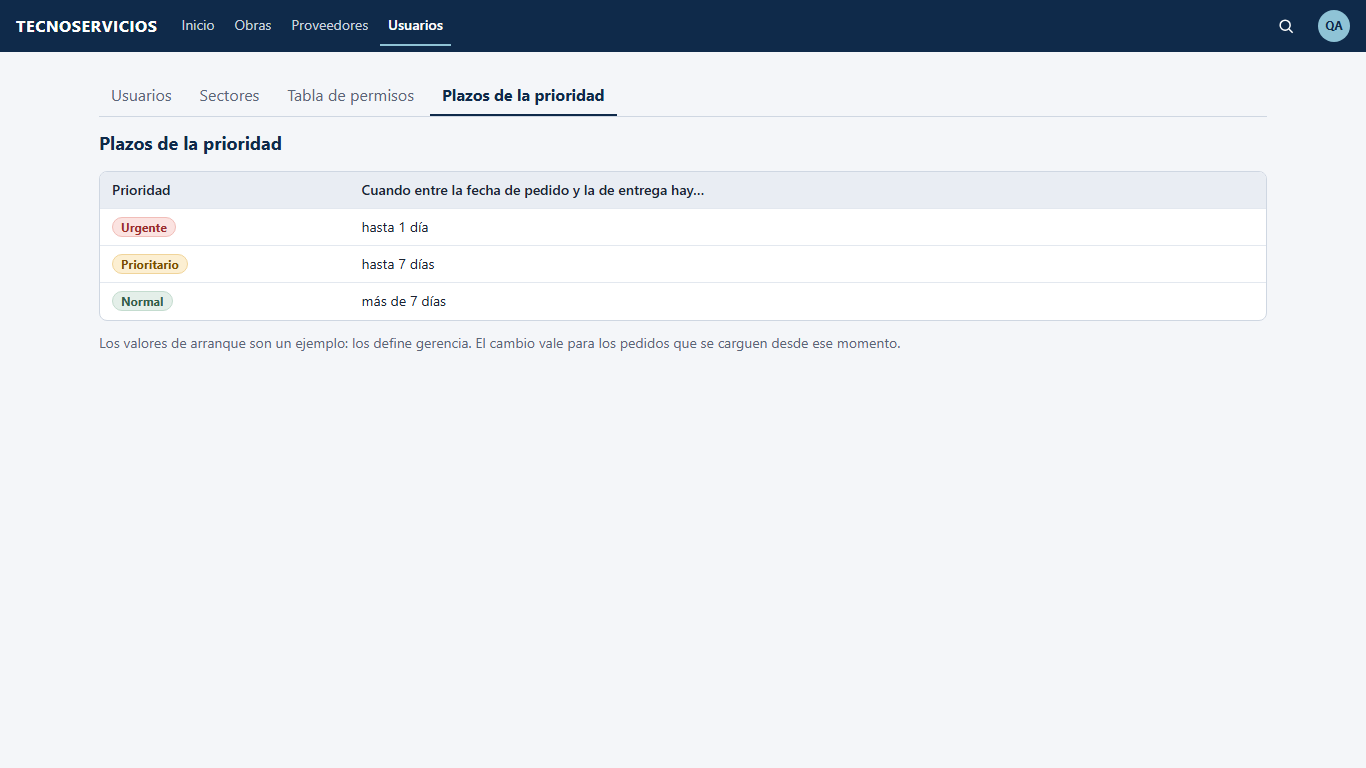 TECNOSERVICIOS Inicio Obras Proveedores Usuarios QA
Usuarios Sectores Tabla de permisos Plazos de la prioridad
Plazos de la prioridad
Prioridad Cuando entre la fecha de pedido y la de entrega hay...
Urgente hasta 1 día
Prioritario hasta 7 días
Normal más de 7 días
Los valores de arranque son un ejemplo: los define gerencia. El cambio vale para los pedidos que se carguen desde ese momento.